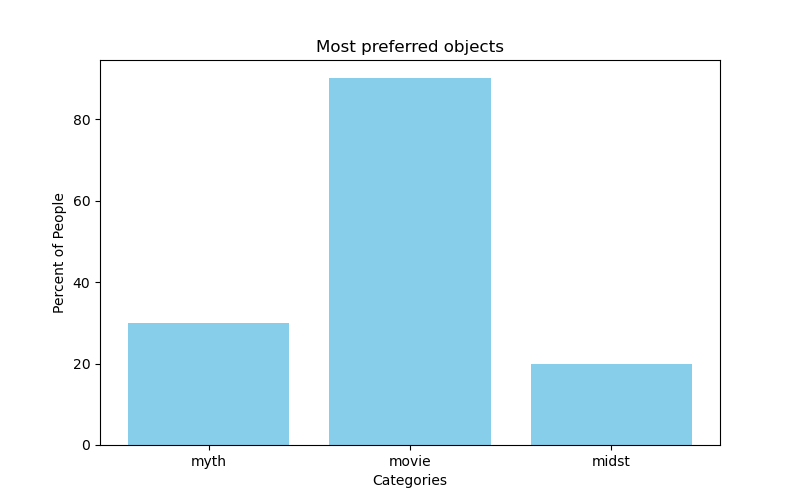 Most preferred objects
Percent of People
80
60
40
20
0
myth movie midst
Categories